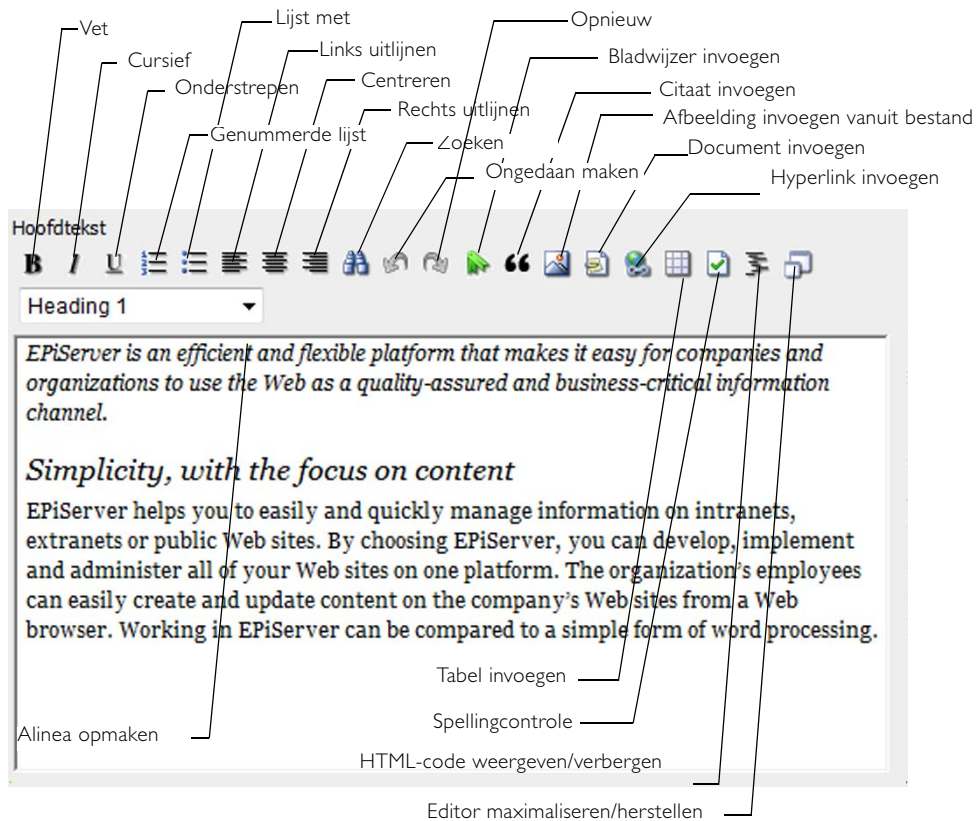 Lijst met
Opnieuw
Vet
Links uitlijnen
Bladwijzer invoegen
Cursief
Centreren
Citaat invoegen
Onderstrepen
Rechts uitlijnen
Afbeelding invoegen vanuit bestand
Genummerde lijst
Zoeken
Document invoegen
Ongedaan maken
Hyperlink invoegen
Hoofdtekst
B I U
Heading 1
EPiServer is an efficient and flexible platform that makes it easy for companies and
organizations to use the Web as a quality-assured and business-critical information
channel.
Simplicity, with the focus on content
EPiServer helps you to easily and quickly manage information on intranets,
extranets or public Web sites. By choosing EPiServer, you can develop, implement
and administer all of your Web sites on one platform. The organization's employees
can easily create and update content on the company's Web sites from a Web
browser. Working in EPiServer can be compared to a simple form of word processing.
Tabel invoegen
Spellingcontrole
Alinea opmaken
HTML-code weergeven/verbergen
Editor maximaliseren/herstellen